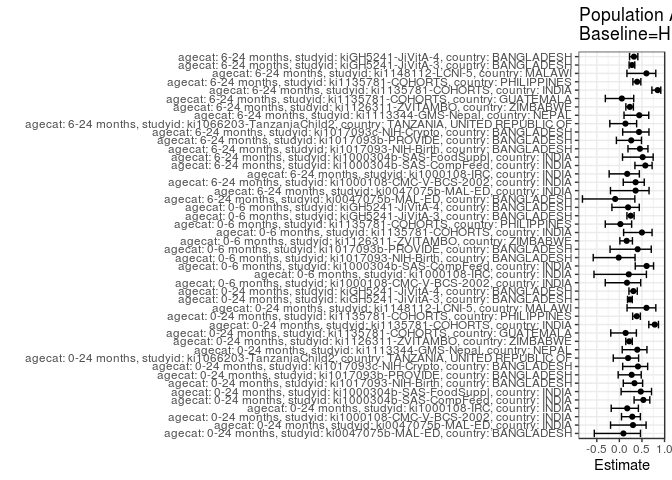 Population A
Baseline=H
agecat: 6-24 months, studyid: kiGH5241-JiVitA-4, country: BANGLADESH
agecat: 6-24 months, studyid: kiGH5241-JiVitA-3, country: BANGLADESH
agecat: 6-24 months, studyid: ki1148112-LCNI-5, country: MALAWI
agecat: 6-24 months, studyid: ki1135781-COHORTS, country: PHILIPPINES
agecat: 6-24 months, studyid: ki1135781-COHORTS, country: INDIA
agecat: 6-24 months, studyid: ki1135781-COHORTS, country: GUATEMALA
agecat: 6-24 months, studyid: ki1126311-ZVITAMBO, country: ZIMBABWE
agecat: 6-24 months, studyid: ki1113344-GMS-Nepal, country: NEPAL
agecat: 6-24 months, studyid: ki1066203-TanzaniaChild2, country: TANZANIA, UNITED REPUBLIC OF
agecat: 6-24 months, studyid: ki1017093c-NIH-Crypto, country: BANGLADESH
agecat: 6-24 months, studyid: ki1017093b-PROVIDE, country: BANGLADESH
agecat: 6-24 months, studyid: ki1017093-NIH-Birth, country: BANGLADESH
agecat: 6-24 months, studyid: ki1000304b-SAS-FoodSuppl, country: INDIA
agecat: 6-24 months, studyid: ki1000304b-SAS-CompFeed, country: INDIA
agecat: 6-24 months, studyid: ki1000108-IRC, country: INDIA
agecat: 6-24 months, studyid: ki1000108-CMC-V-BCS-2002, country: INDIA
agecat: 6-24 months, studyid: ki0047075b-MAL-ED, country: INDIA
agecat: 6-24 months, studyid: ki0047075b-MAL-ED, country: BANGLADESH
agecat: 0-6 months, studyid: kiGH5241-JiVitA-4, country: BANGLADESH
agecat: 0-6 months, studyid: kiGH5241-JiVitA-3, country: BANGLADESH
agecat: 0-6 months, studyid: ki1135781-COHORTS, country: PHILIPPINES
agecat: 0-6 months, studyid: ki1135781-COHORTS, country: INDIA
agecat: 0-6 months, studyid: ki1126311-ZVITAMBO, country: ZIMBABWE
agecat: 0-6 months, studyid: ki1017093b-PROVIDE, country: BANGLADESH
agecat: 0-6 months, studyid: ki1017093-NIH-Birth, country: BANGLADESH
agecat: 0-6 months, studyid: ki1000304b-SAS-CompFeed, country: INDIA
agecat: 0-6 months, studyid: ki1000108-IRC, country: INDIA
agecat: 0-6 months, studyid: ki1000108-CMC-V-BCS-2002, country: INDIA
agecat: 0-24 months, studyid: kiGH5241-JiVitA-4, country: BANGLADESH
agecat: 0-24 months, studyid: kiGH5241-JiVitA-3, country: BANGLADESH
agecat: 0-24 months, studyid: ki1148112-LCNI-5, country: MALAWI
agecat: 0-24 months, studyid: ki1135781-COHORTS, country: PHILIPPINES
agecat: 0-24 months, studyid: ki1135781-COHORTS, country: INDIA
agecat: 0-24 months, studyid: ki1135781-COHORTS, country: GUATEMALA
agecat: 0-24 months, studyid: ki1126311-ZVITAMBO, country: ZIMBABWE
agecat: 0-24 months, studyid: ki1113344-GMS-Nepal, country: NEPAL
agecat: 0-24 months, studyid: ki1066203-TanzaniaChild2, country: TANZANIA, UNITED REPUBLIC OF
agecat: 0-24 months, studyid: ki1017093c-NIH-Crypto, country: BANGLADESH
agecat: 0-24 months, studyid: ki1017093b-PROVIDE, country: BANGLADESH
agecat: 0-24 months, studyid: ki1017093-NIH-Birth, country: BANGLADESH
agecat: 0-24 months, studyid: ki1000304b-SAS-FoodSuppl, country: INDIA
agecat: 0-24 months, studyid: ki1000304b-SAS-CompFeed, country: INDIA
agecat: 0-24 months, studyid: ki1000108-IRC, country: INDIA
agecat: 0-24 months, studyid: ki1000108-CMC-V-BCS-2002, country: INDIA
agecat: 0-24 months, studyid: ki0047075b-MAL-ED, country: INDIA
agecat: 0-24 months, studyid: ki0047075b-MAL-ED, country: BANGLADESH
-0.5 0.0 0.5 1.0
Estimate